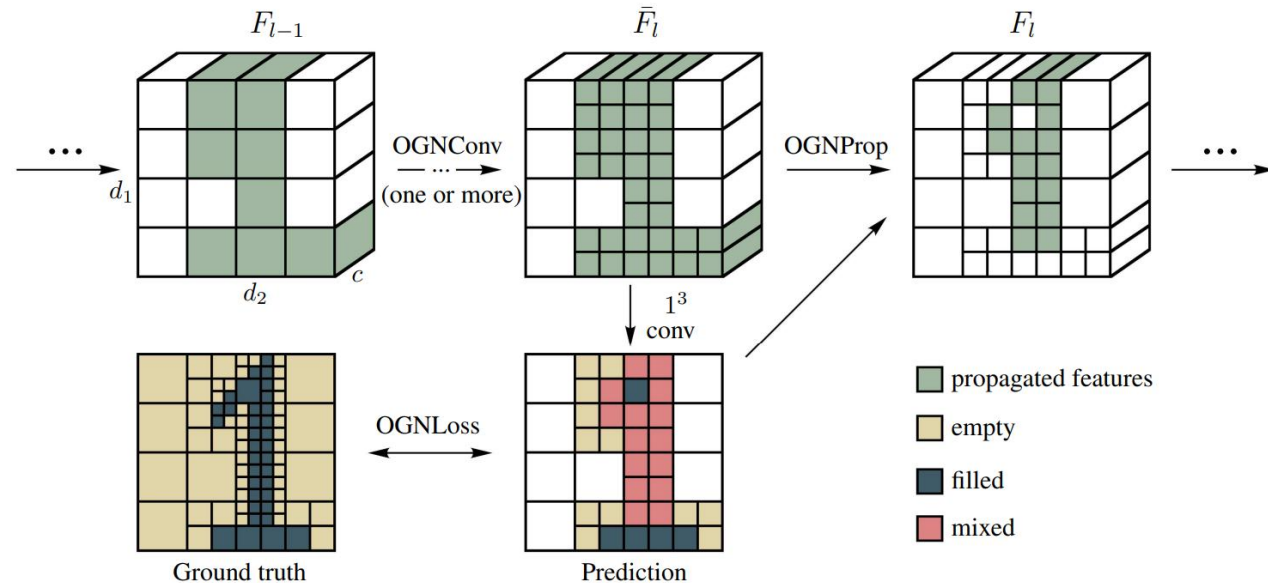 F_{l−1}
F̄_l
F_l
...
OGNConv
...
(one or more)
OGNProp
...
d_1
c
d_2
1^3
conv
OGNLoss
propagated features
empty
filled
mixed
Ground truth
Prediction